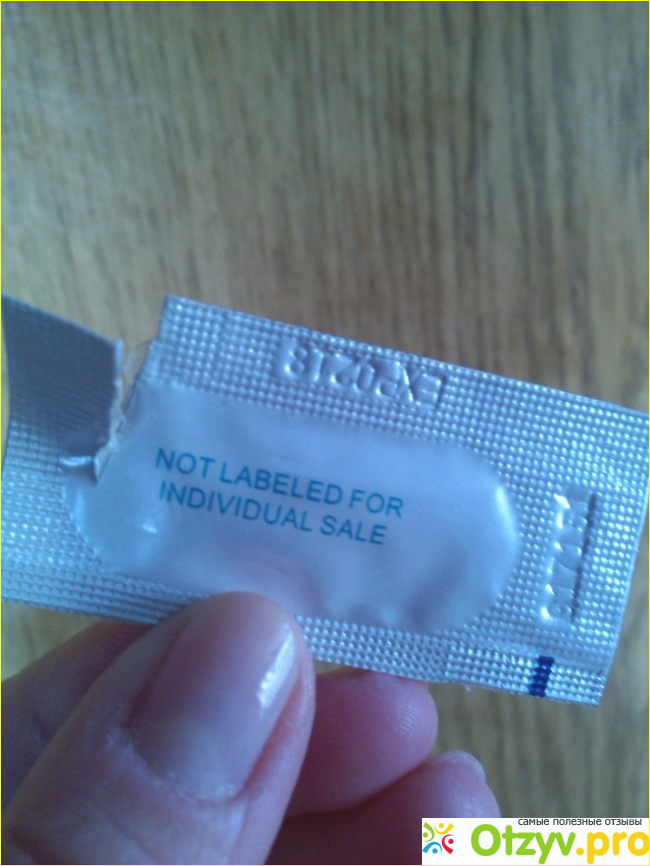 EXP0218
NOT LABELED FOR
INDIVIDUAL SALE
самые полезные отзывы
Otzyv.pro